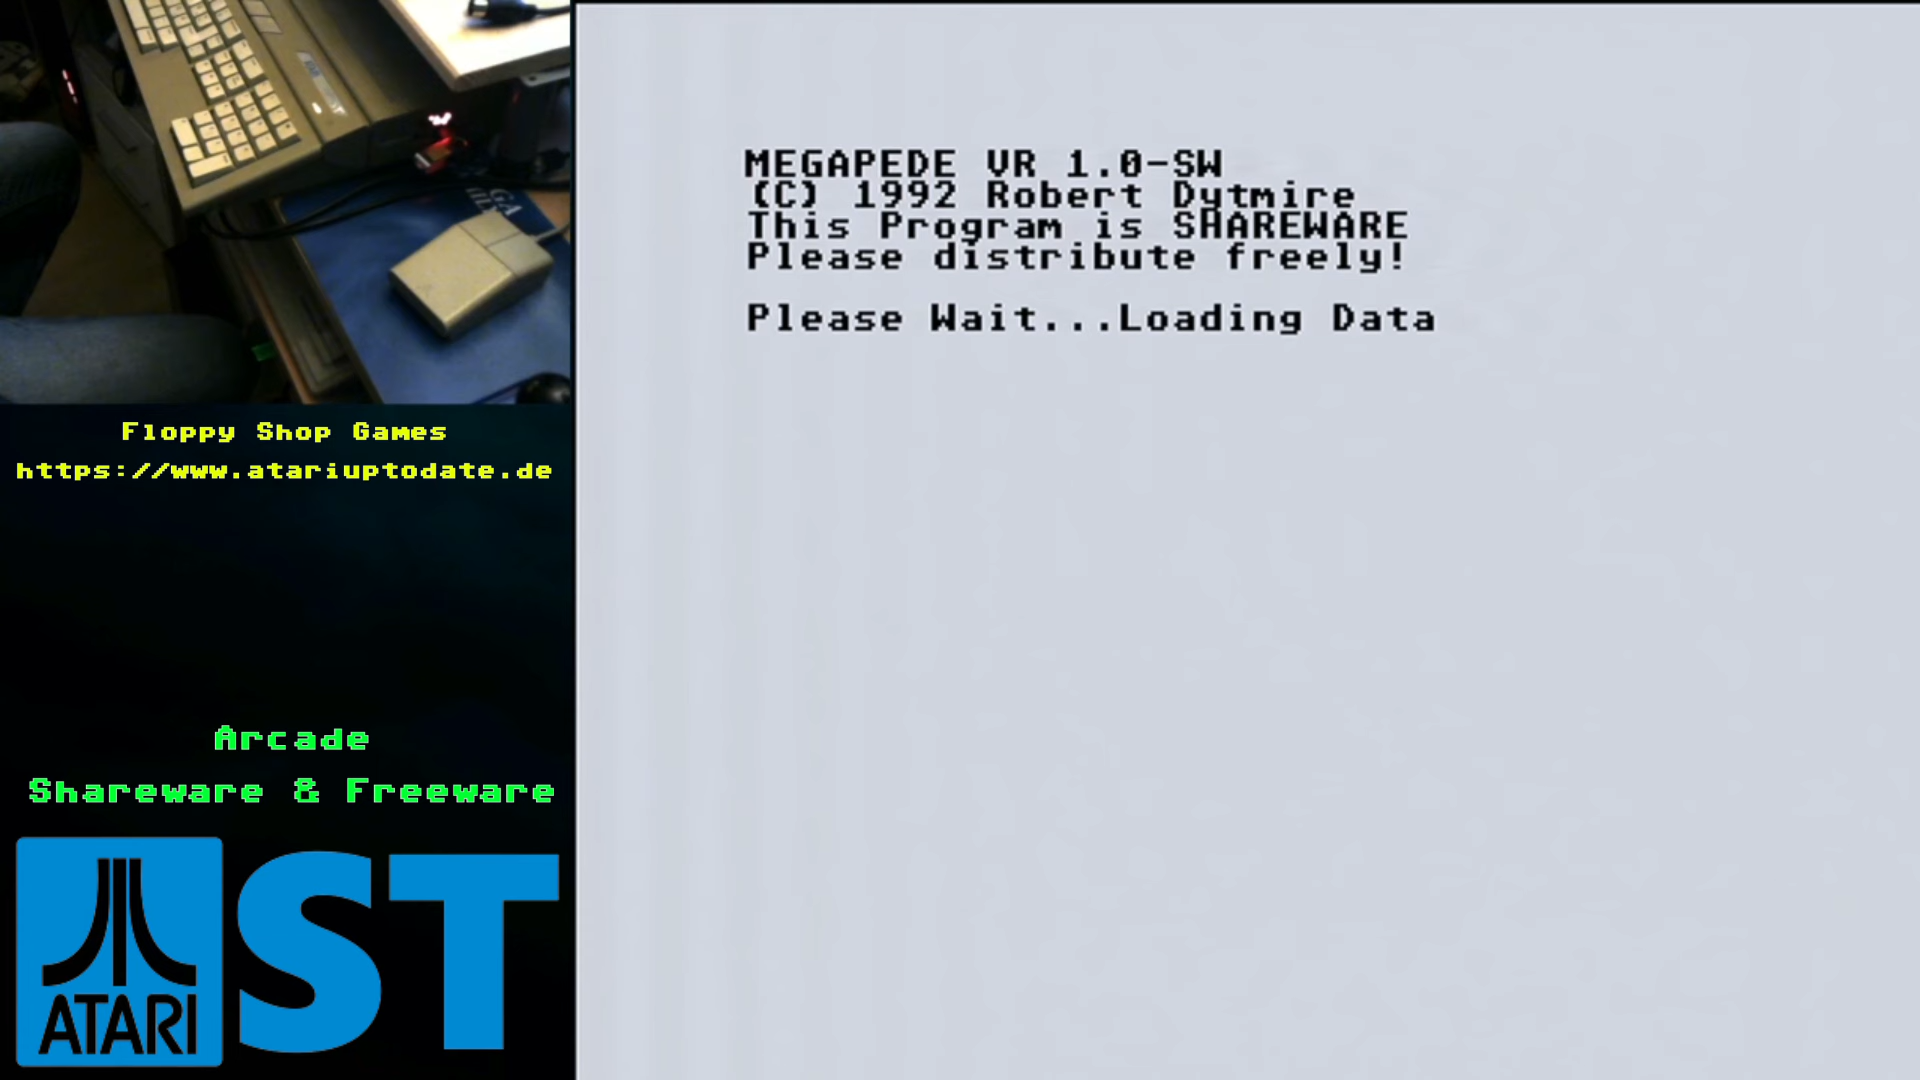 MEGAPEDE VR 1.0-SW
(C) 1992 Robert Dytmire
This Program is SHAREWARE
Please distribute freely!
Please Wait...Loading Data
Floppy Shop Games
https://www.atariuptodate.de
Arcade
Shareware & Freeware
ATARI
ST